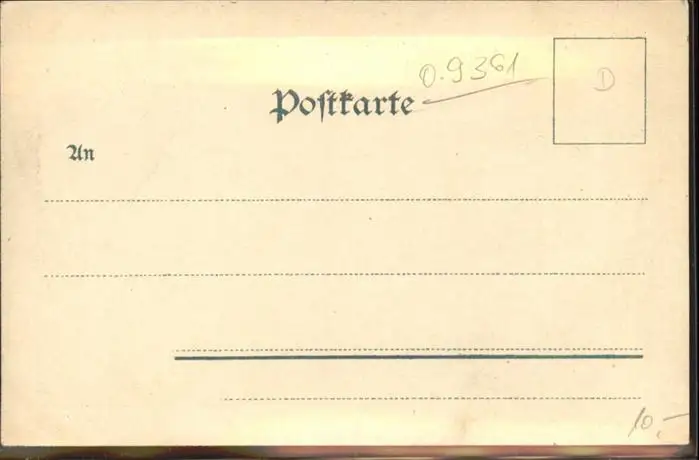 0.9361
D
Postkarte
An
10,-